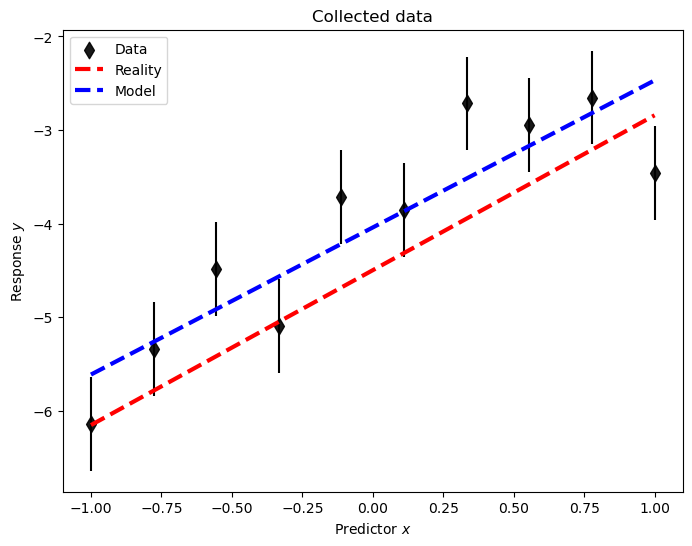 Collected data
Data
Reality
Model
Response y
−2
−3
−4
−5
−6
−1.00
−0.75
−0.50
−0.25
0.00
0.25
0.50
0.75
1.00
Predictor x